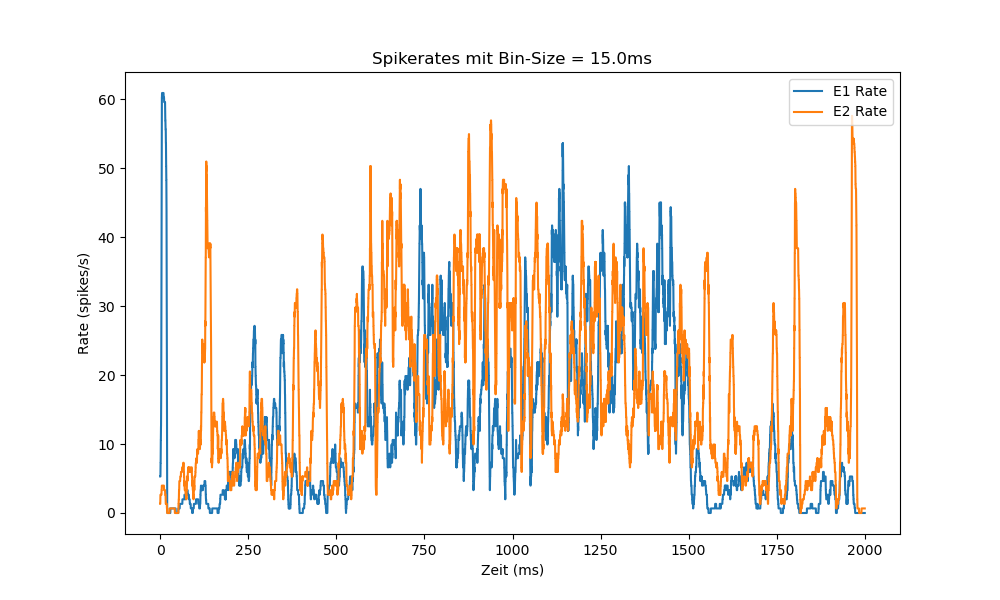 Spikerates mit Bin-Size = 15.0ms
E1 Rate
E2 Rate
Rate (spikes/s)
60
50
40
30
20
10
0
0 250 500 750 1000 1250 1500 1750 2000
Zeit (ms)